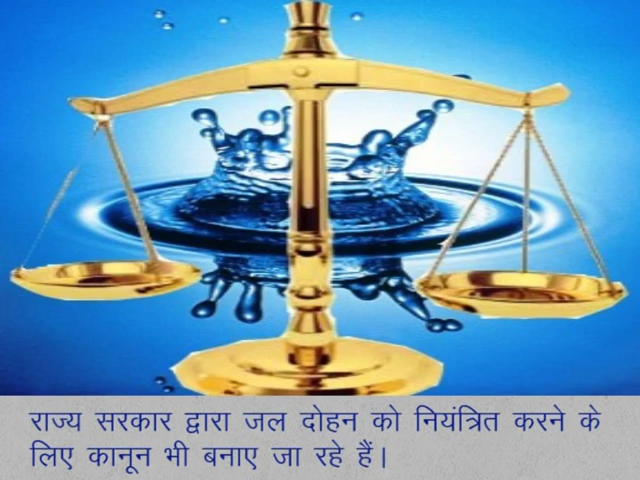 राज्य सरकार द्वारा जल दोहन को नियंत्रित करने के
लिए कानून भी बनाए जा रहे हैं।